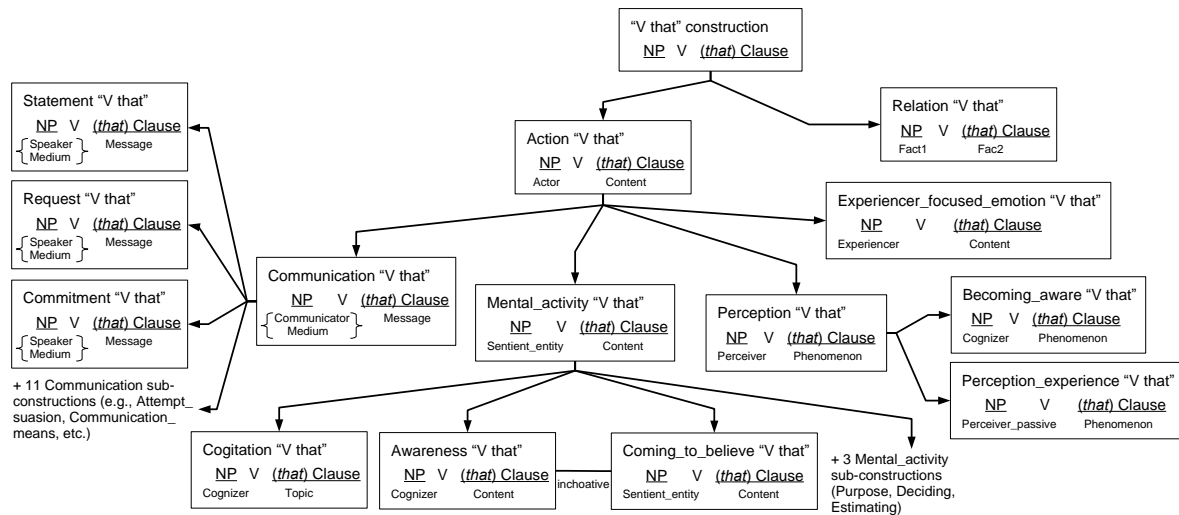 “V that” construction
NP V (that) Clause
Statement “V that”
NP V (that) Clause
Speaker Message
Medium
Relation “V that”
NP V (that) Clause
Fact1 Fac2
Action “V that”
NP V (that) Clause
Actor Content
Request “V that”
NP V (that) Clause
Speaker Message
Medium
Experiencer_focused_emotion “V that”
NP V (that) Clause
Experiencer Content
Communication “V that”
NP V (that) Clause
Communicator Message
Medium
Commitment “V that”
NP V (that) Clause
Speaker Message
Medium
Mental_activity “V that”
NP V (that) Clause
Sentient_entity Content
Perception “V that”
NP V (that) Clause
Perceiver Phenomenon
Becoming_aware “V that”
NP V (that) Clause
Cognizer Phenomenon
+ 11 Communication sub-
constructions (e.g., Attempt_
suasion, Communication_
means, etc.)
Perception_experience “V that”
NP V (that) Clause
Perceiver_passive Phenomenon
Cogitation “V that”
NP V (that) Clause
Cognizer Topic
Awareness “V that”
NP V (that) Clause
Cognizer Content
inchoative
Coming_to_believe “V that”
NP V (that) Clause
Sentient_entity Content
+ 3 Mental_activity
sub-constructions
(Purpose, Deciding,
Estimating)